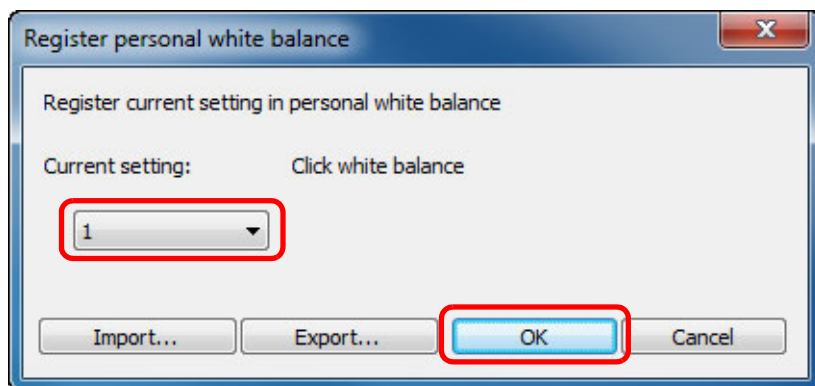 Register personal white balance
Register current setting in personal white balance
Current setting: Click white balance
1
Import... Export... OK Cancel